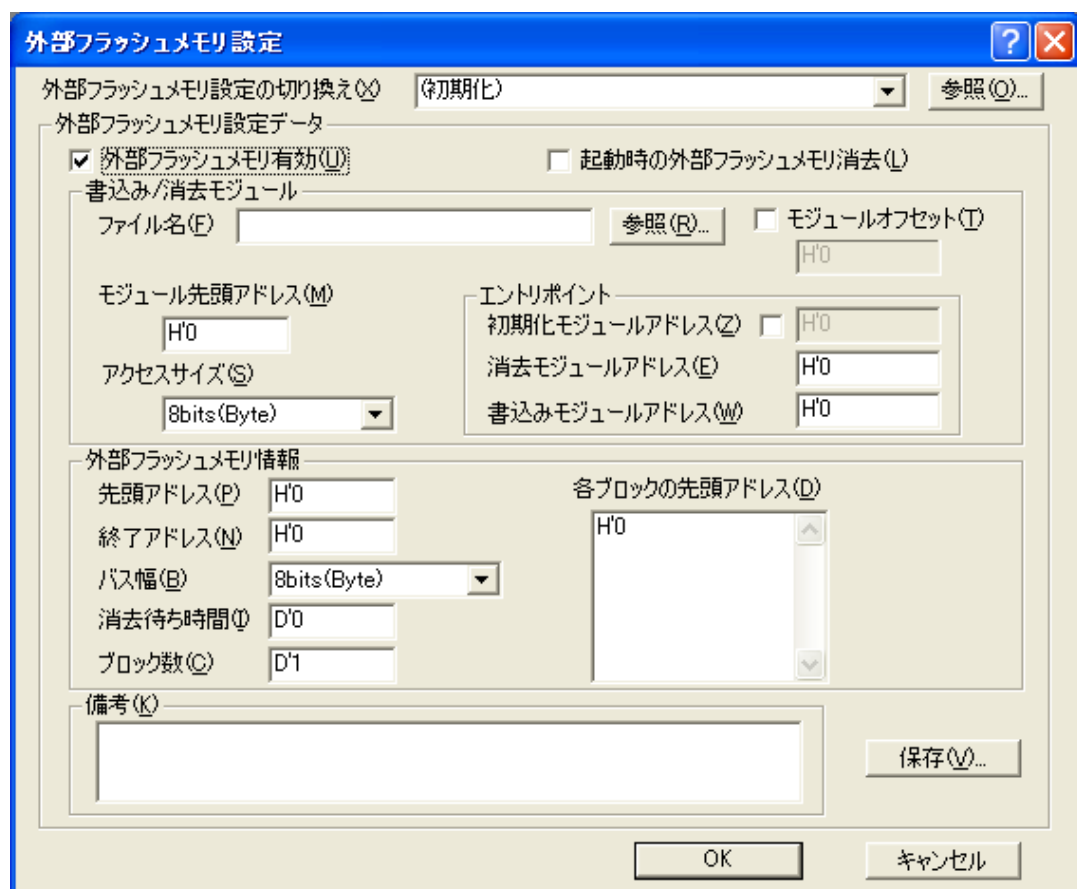 外部フラッシュメモリ設定
外部フラッシュメモリ設定の切り換え(X) (初期化) 参照(O)...
外部フラッシュメモリ設定データ
外部フラッシュメモリ有効(U) 起動時の外部フラッシュメモリ消去(L)
書込み/消去モジュール
ファイル名(F) 参照(R)... モジュールオフセット(T)
H'0
モジュール先頭アドレス(M)
H'0
アクセスサイズ(S)
8bits(Byte)
エントリポイント
初期化モジュールアドレス(Z) H'0
消去モジュールアドレス(E) H'0
書込みモジュールアドレス(W) H'0
外部フラッシュメモリ情報
先頭アドレス(P) H'0
終了アドレス(N) H'0
バス幅(B) 8bits(Byte)
消去待ち時間(I) D'0
ブロック数(C) D'1
各ブロックの先頭アドレス(D)
H'0
備考(K)
保存(V)...
OK キャンセル